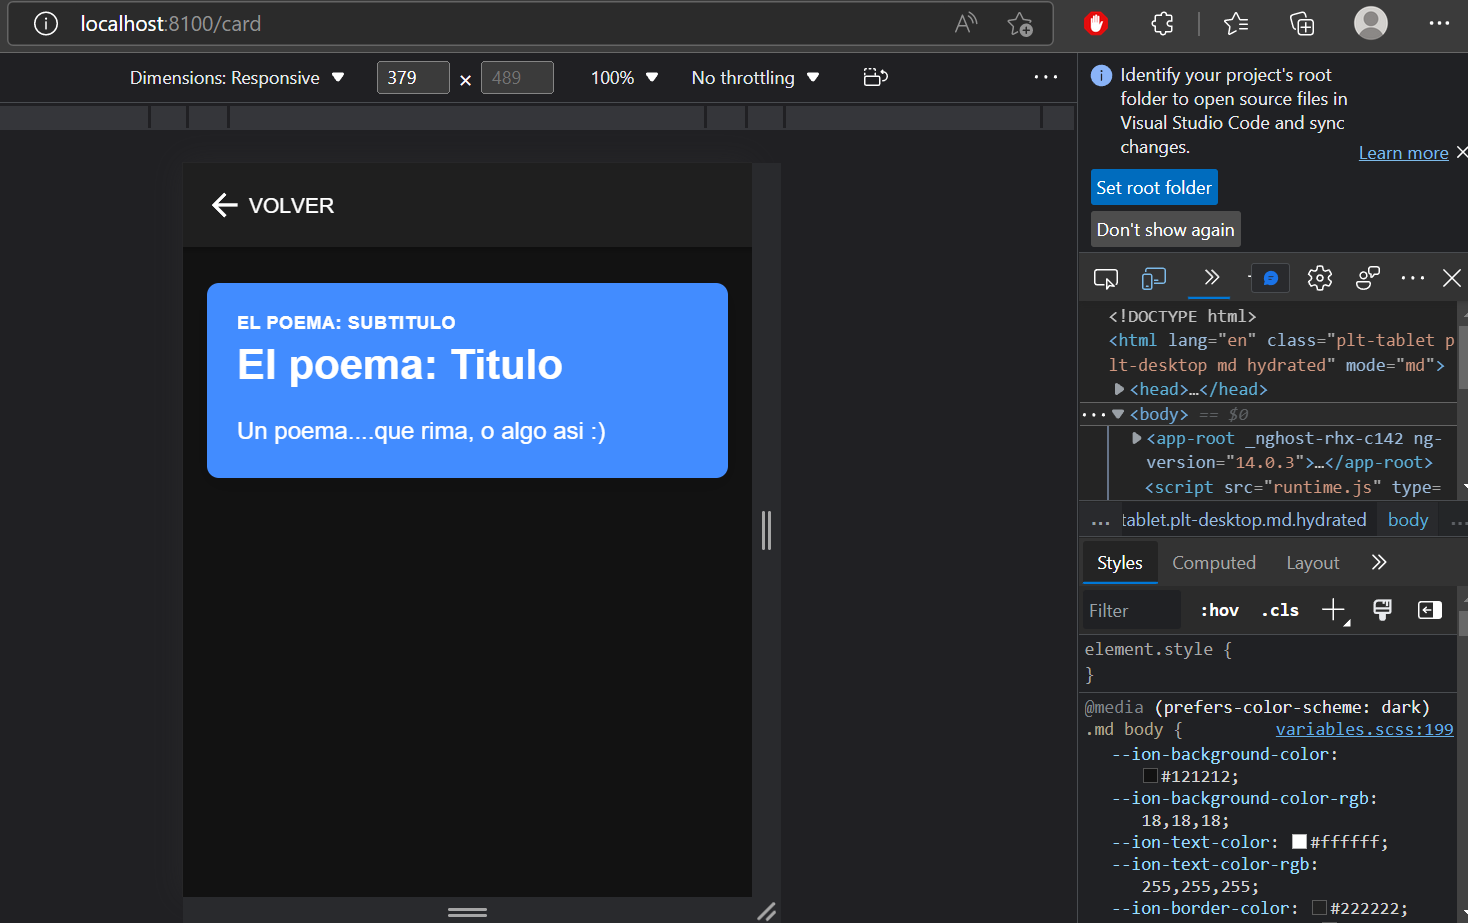 localhost:8100/card
Dimensions: Responsive 379 × 489 100% No throttling
Identify your project's root
folder to open source files in
Visual Studio Code and sync
changes.
Learn more
Set root folder
Don't show again
VOLVER
EL POEMA: SUBTITULO
El poema: Titulo
Un poema....que rima, o algo asi :)
<!DOCTYPE html>
<html lang="en" class="plt-tablet p
lt-desktop md hydrated" mode="md">
<head>…</head>
<body> == $0
<app-root _nghost-rhx-c142 ng-
version="14.0.3">…</app-root>
<script src="runtime.js" type=
... tablet.plt-desktop.md.hydrated body ...
Styles Computed Layout
Filter :hov .cls
element.style {
}
@media (prefers-color-scheme: dark)
.md body { variables.scss:199
--ion-background-color:
#121212;
--ion-background-color-rgb:
18,18,18;
--ion-text-color: #ffffff;
--ion-text-color-rgb:
255,255,255;
--ion-border-color: #222222;